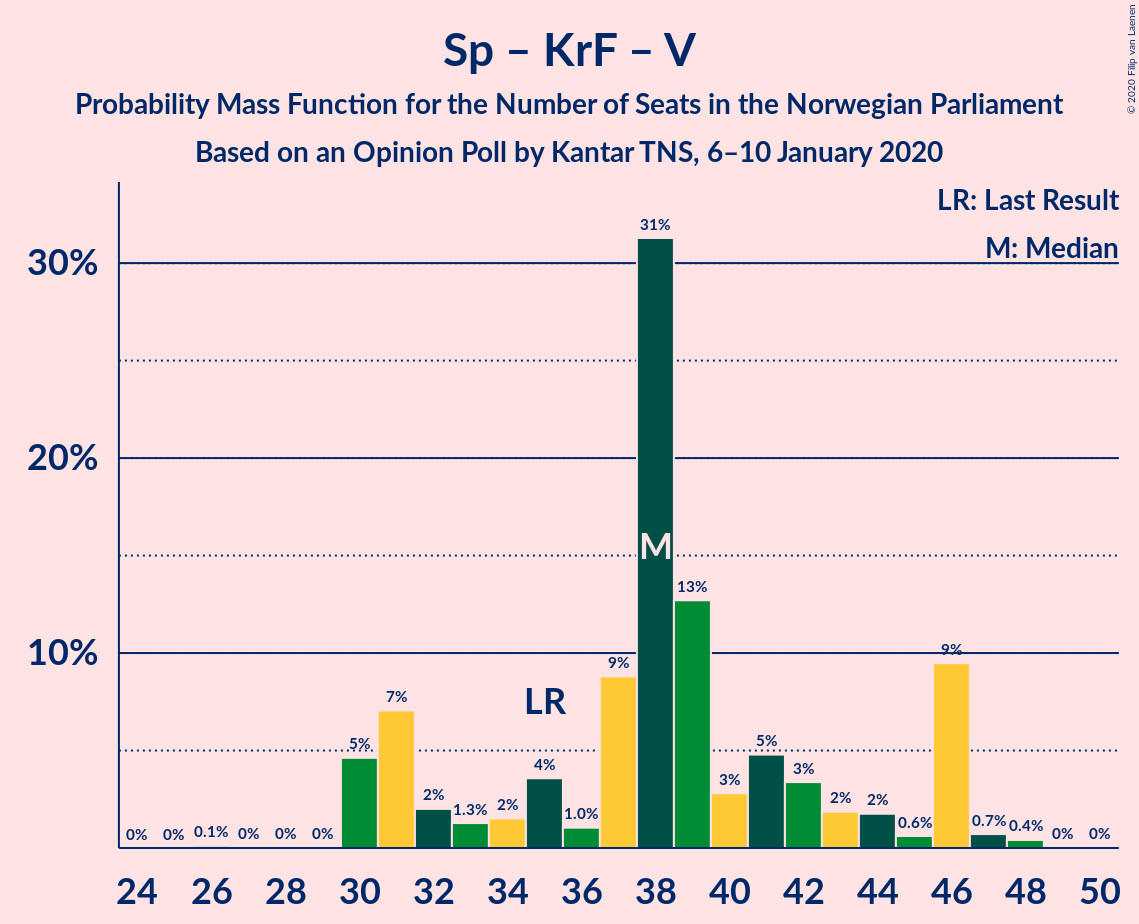 Sp – KrF – V
Probability Mass Function for the Number of Seats in the Norwegian Parliament
Based on an Opinion Poll by Kantar TNS, 6–10 January 2020
© 2020 Filip van Laenen
LR: Last Result
M: Median
30%
20%
10%
0% 0% 0.1% 0% 0% 0% 5% 7% 2% 1.3% 2% 4% 1.0% 9% 31% 13% 3% 5% 3% 2% 2% 0.6% 9% 0.7% 0.4% 0% 0%
LR
M
24 26 28 30 32 34 36 38 40 42 44 46 48 50